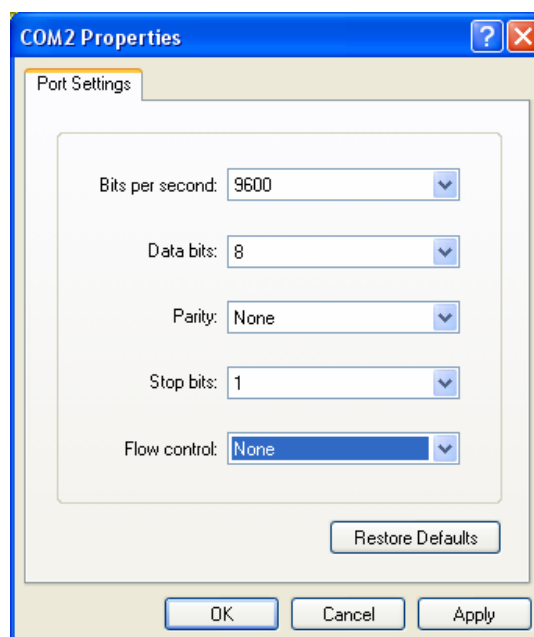 COM2 Properties
Port Settings
Bits per second: 9600
Data bits: 8
Parity: None
Stop bits: 1
Flow control: None
Restore Defaults
OK Cancel Apply